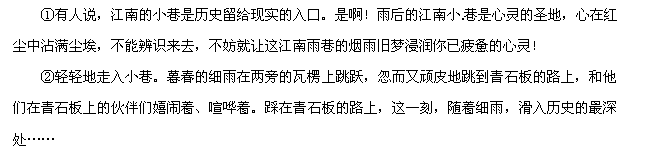 ①有人说，江南的小巷是历史留给现实的入口。是啊！雨后的江南小.巷是心灵的圣地，心在红
尘中沾满尘埃，不能辨识来去，不妨就让这江南雨巷的烟雨旧梦浸润你已疲惫的心灵！
②轻轻地走入小巷。暮春的细雨在两旁的瓦楞上跳跃，忽而又顽皮地跳到青石板的路上，和他
们在青石板上的伙伴们嬉闹着、喧哗着。踩在青石板的路上，这一刻，随着细雨，滑入历史的最深
处……